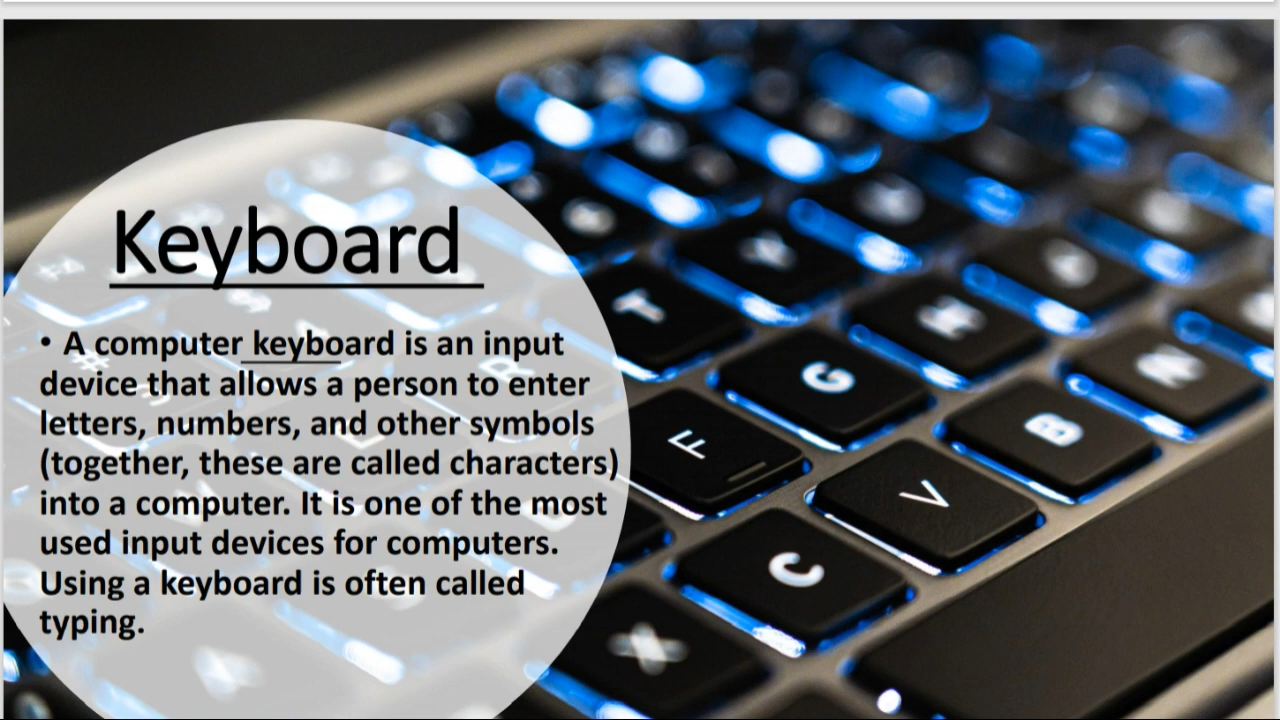 Keyboard
• A computer keyboard is an input
device that allows a person to enter
letters, numbers, and other symbols
(together, these are called characters)
into a computer. It is one of the most
used input devices for computers.
Using a keyboard is often called
typing.
T
H
N
G
B
F
V
C
X
R
A